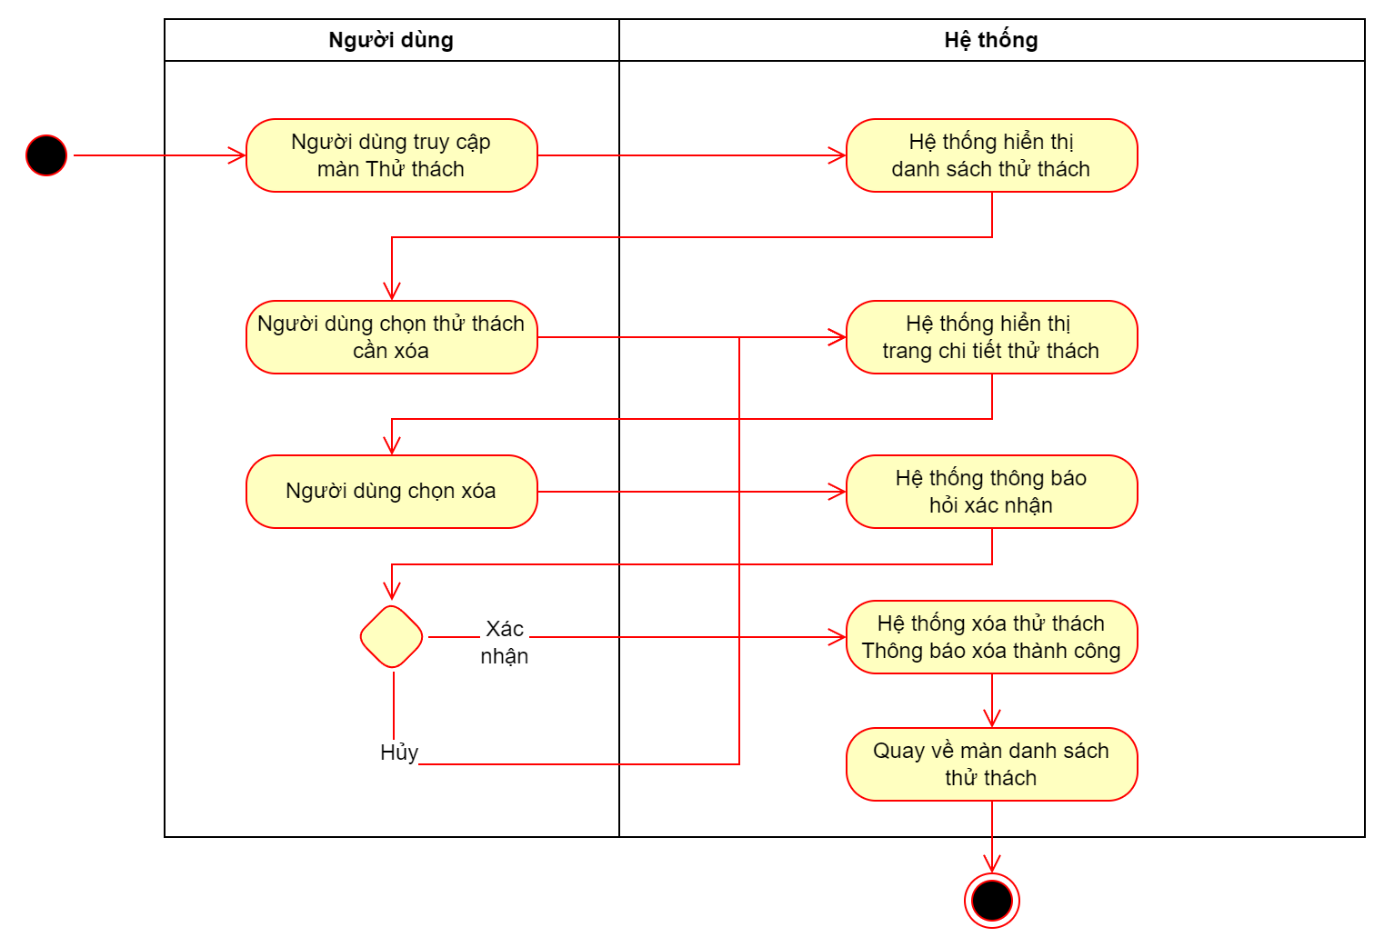 Người dùng
Hệ thống
Người dùng truy cập
màn Thử thách
Hệ thống hiển thị
danh sách thử thách
Người dùng chọn thử thách
cần xóa
Hệ thống hiển thị
trang chi tiết thử thách
Người dùng chọn xóa
Hệ thống thông báo
hỏi xác nhận
Xác
nhận
Hệ thống xóa thử thách
Thông báo xóa thành công
Hủy
Quay về màn danh sách
thử thách